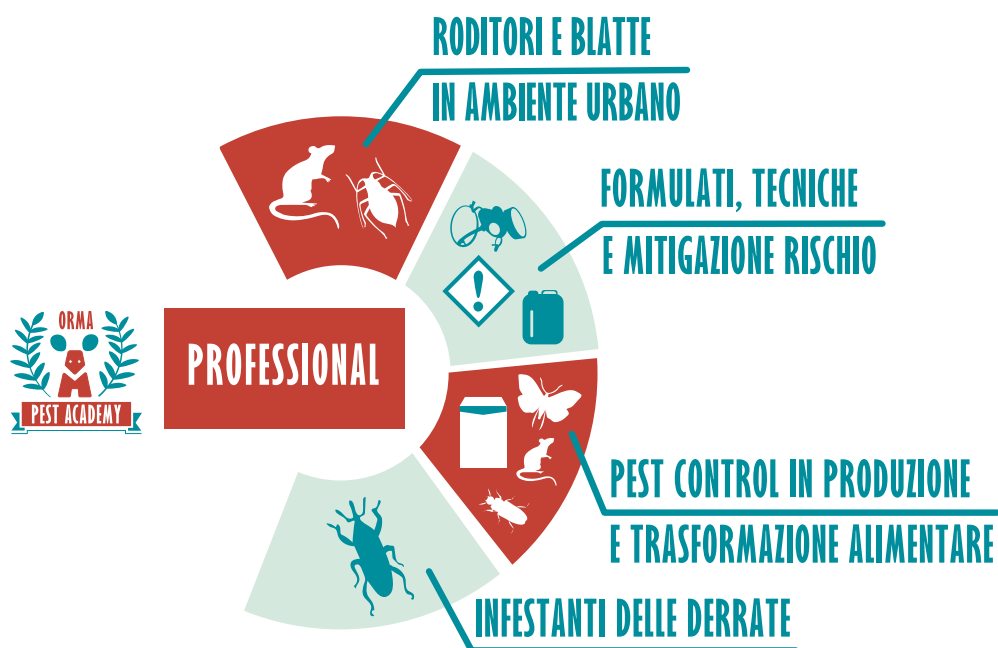 RODITORI E BLATTE
IN AMBIENTE URBANO
FORMULATI, TECNICHE
E MITIGAZIONE RISCHIO
ORMA
PEST ACADEMY
PROFESSIONAL
PEST CONTROL IN PRODUZIONE
E TRASFORMAZIONE ALIMENTARE
INFESTANTI DELLE DERRATE